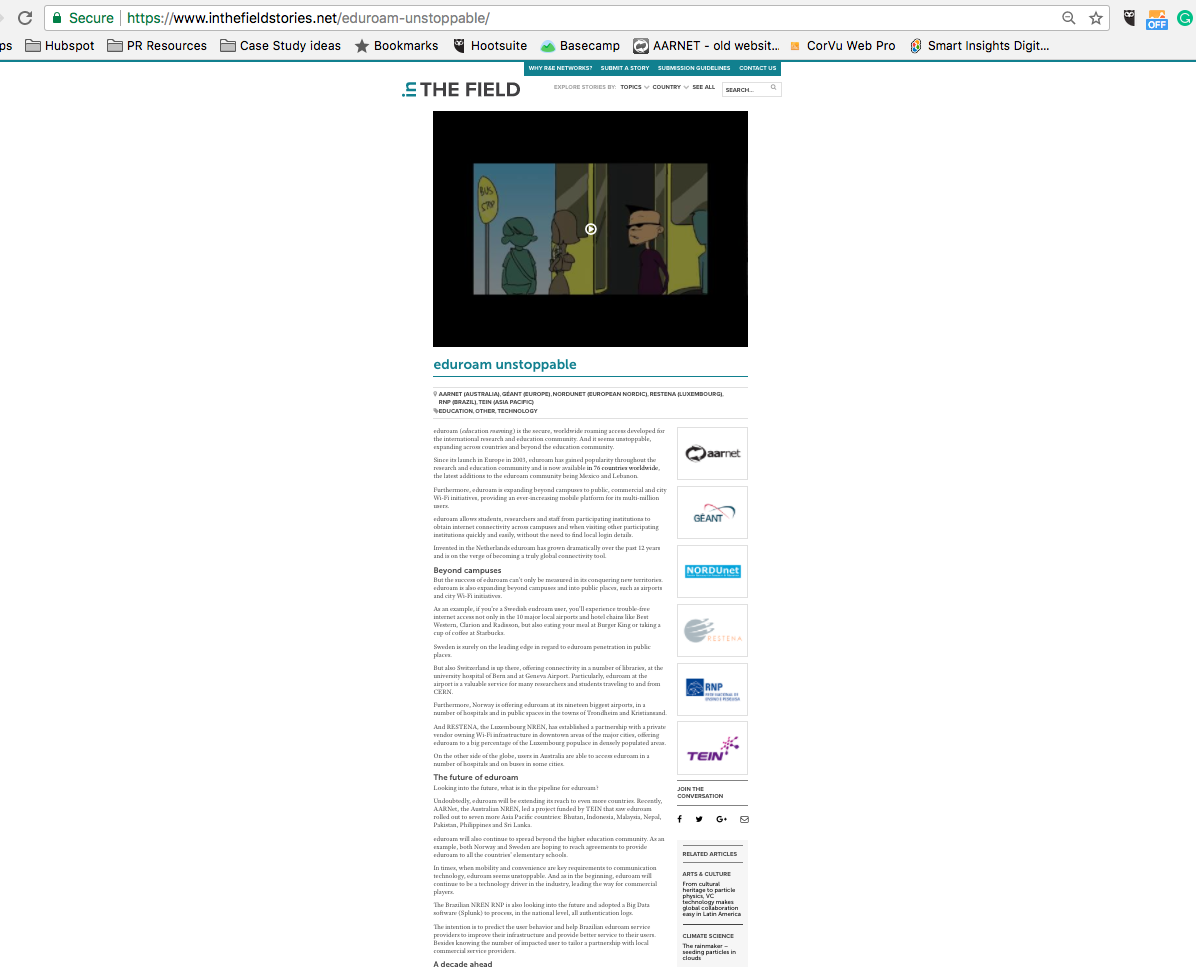 Secure https://www.inthefieldstories.net/eduroam-unstoppable/
OFF
ps Hubspot PR Resources Case Study ideas Bookmarks Hootsuite Basecamp AARNET - old websit... CorVu Web Pro Smart Insights Digit...
WHY R&E NETWORKS? SUBMIT A STORY SUBMISSION GUIDELINES CONTACT US
in THE FIELD
EXPLORE STORIES BY: TOPICS COUNTRY SEE ALL SEARCH...
BUS
STOP
eduroam unstoppable
AARNET (AUSTRALIA), GÉANT (EUROPE), NORDUNET (EUROPEAN NORDIC), RESTENA (LUXEMBOURG),
RNP (BRAZIL), TEIN (ASIA PACIFIC)
EDUCATION, OTHER, TECHNOLOGY
eduroam (education roaming) is the secure, worldwide roaming access developed for
the international research and education community. And it seems unstoppable,
expanding across countries and beyond the education community.
Since its launch in Europe in 2003, eduroam has gained popularity throughout the
research and education community and is now available in 76 countries worldwide,
the latest additions to the eduroam community being Mexico and Lebanon.
Furthermore, eduroam is expanding beyond campuses to public, commercial and city
Wi-Fi initiatives, providing an ever-increasing mobile platform for its multi-million
users.
eduroam allows students, researchers and staff from participating institutions to
obtain internet connectivity across campuses and when visiting other participating
institutions quickly and easily, without the need to find local login details.
Invented in the Netherlands eduroam has grown dramatically over the past 12 years
and is on the verge of becoming a truly global connectivity tool.
Beyond campuses
But the success of eduroam can't only be measured in its conquering new territories.
eduroam is also expanding beyond campuses and into public places, such as airports
and city Wi-Fi initiatives.
As an example, if you're a Swedish eudroam user, you'll experience trouble-free
internet access not only in the 10 major local airports and hotel chains like Best
Western, Clarion and Radisson, but also eating your meal at Burger King or taking a
cup of coffee at Starbucks.
Sweden is surely on the leading edge in regard to eduroam penetration in public
places.
But also Switzerland is up there, offering connectivity in a number of libraries, at the
university hospital of Bern and at Geneva Airport. Particularly, eduroam at the
airport is a valuable service for many researchers and students traveling to and from
CERN.
Furthermore, Norway is offering eduroam at its nineteen biggest airports, in a
number of hospitals and in public spaces in the towns of Trondheim and Kristiansand.
And RESTENA, the Luxembourg NREN, has established a partnership with a private
vendor owning Wi-Fi infrastructure in downtown areas of the major cities, offering
eduroam to a big percentage of the Luxembourg populace in densely populated areas.
On the other side of the globe, users in Australia are able to access eduroam in a
number of hospitals and on buses in some cities.
The future of eduroam
Looking into the future, what is in the pipeline for eduroam?
Undoubtedly, eduroam will be extending its reach to even more countries. Recently,
AARNet, the Australian NREN, led a project funded by TEIN that saw eduroam
rolled out to seven more Asia Pacific countries: Bhutan, Indonesia, Malaysia, Nepal,
Pakistan, Philippines and Sri Lanka.
eduroam will also continue to spread beyond the higher education community. As an
example, both Norway and Sweden are hoping to reach agreements to provide
eduroam to all the countries' elementary schools.
In times, when mobility and convenience are key requirements to communication
technology, eduroam seems unstoppable. And as in the beginning, eduroam will
continue to be a technology driver in the industry, leading the way for commercial
players.
The Brazilian NREN RNP is also looking into the future and adopted a Big Data
software (Splunk) to process, in the national level, all authentication logs.
The intention is to predict the user behavior and help Brazilian eduroam service
providers to improve their infrastructure and provide better service to their users.
Besides knowing the number of impacted user to tailor a partnership with local
commercial service providers.
A decade ahead
aarnet
GÉANT
NORDUnet
RESTENA
RNP
TEIN
JOIN THE
CONVERSATION
RELATED ARTICLES
ARTS & CULTURE
From cultural
heritage to particle
physics, VC
technology makes
global collaboration
easy in Latin America
CLIMATE SCIENCE
The rainmaker –
seeding particles in
clouds